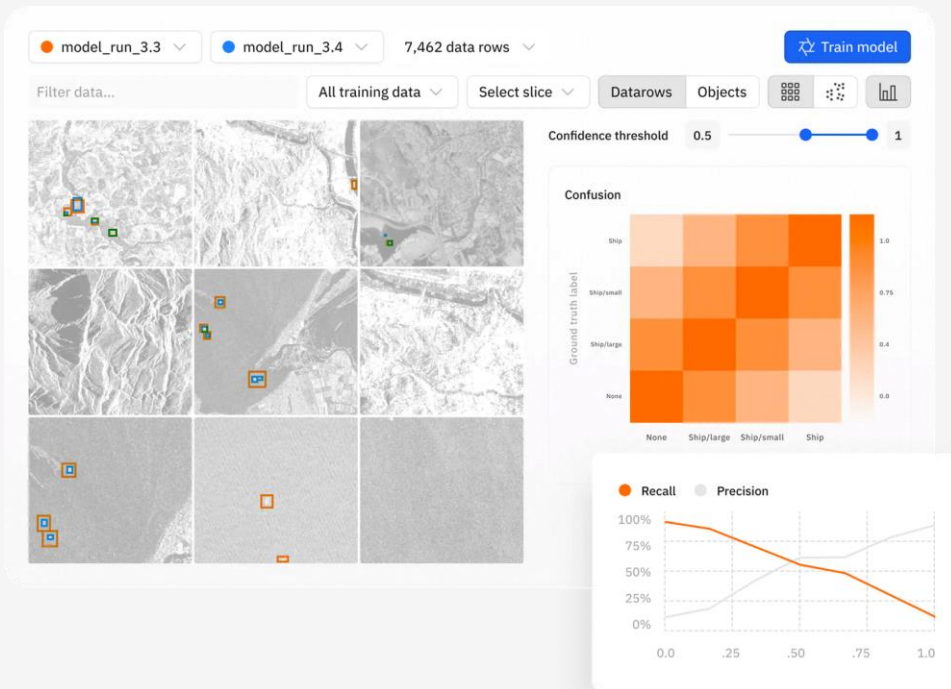 model_run_3.3
model_run_3.4
7,462 data rows
Train model
Filter data...
All training data
Select slice
Datarows
Objects
Confidence threshold
0.5
1
Confusion
Ground truth label
Ship
Ship/small
Ship/large
None
1.0
0.75
0.4
0.0
None
Ship/large
Ship/small
Ship
Recall
Precision
100%
75%
50%
25%
0%
0.0
.25
.50
.75
1.0